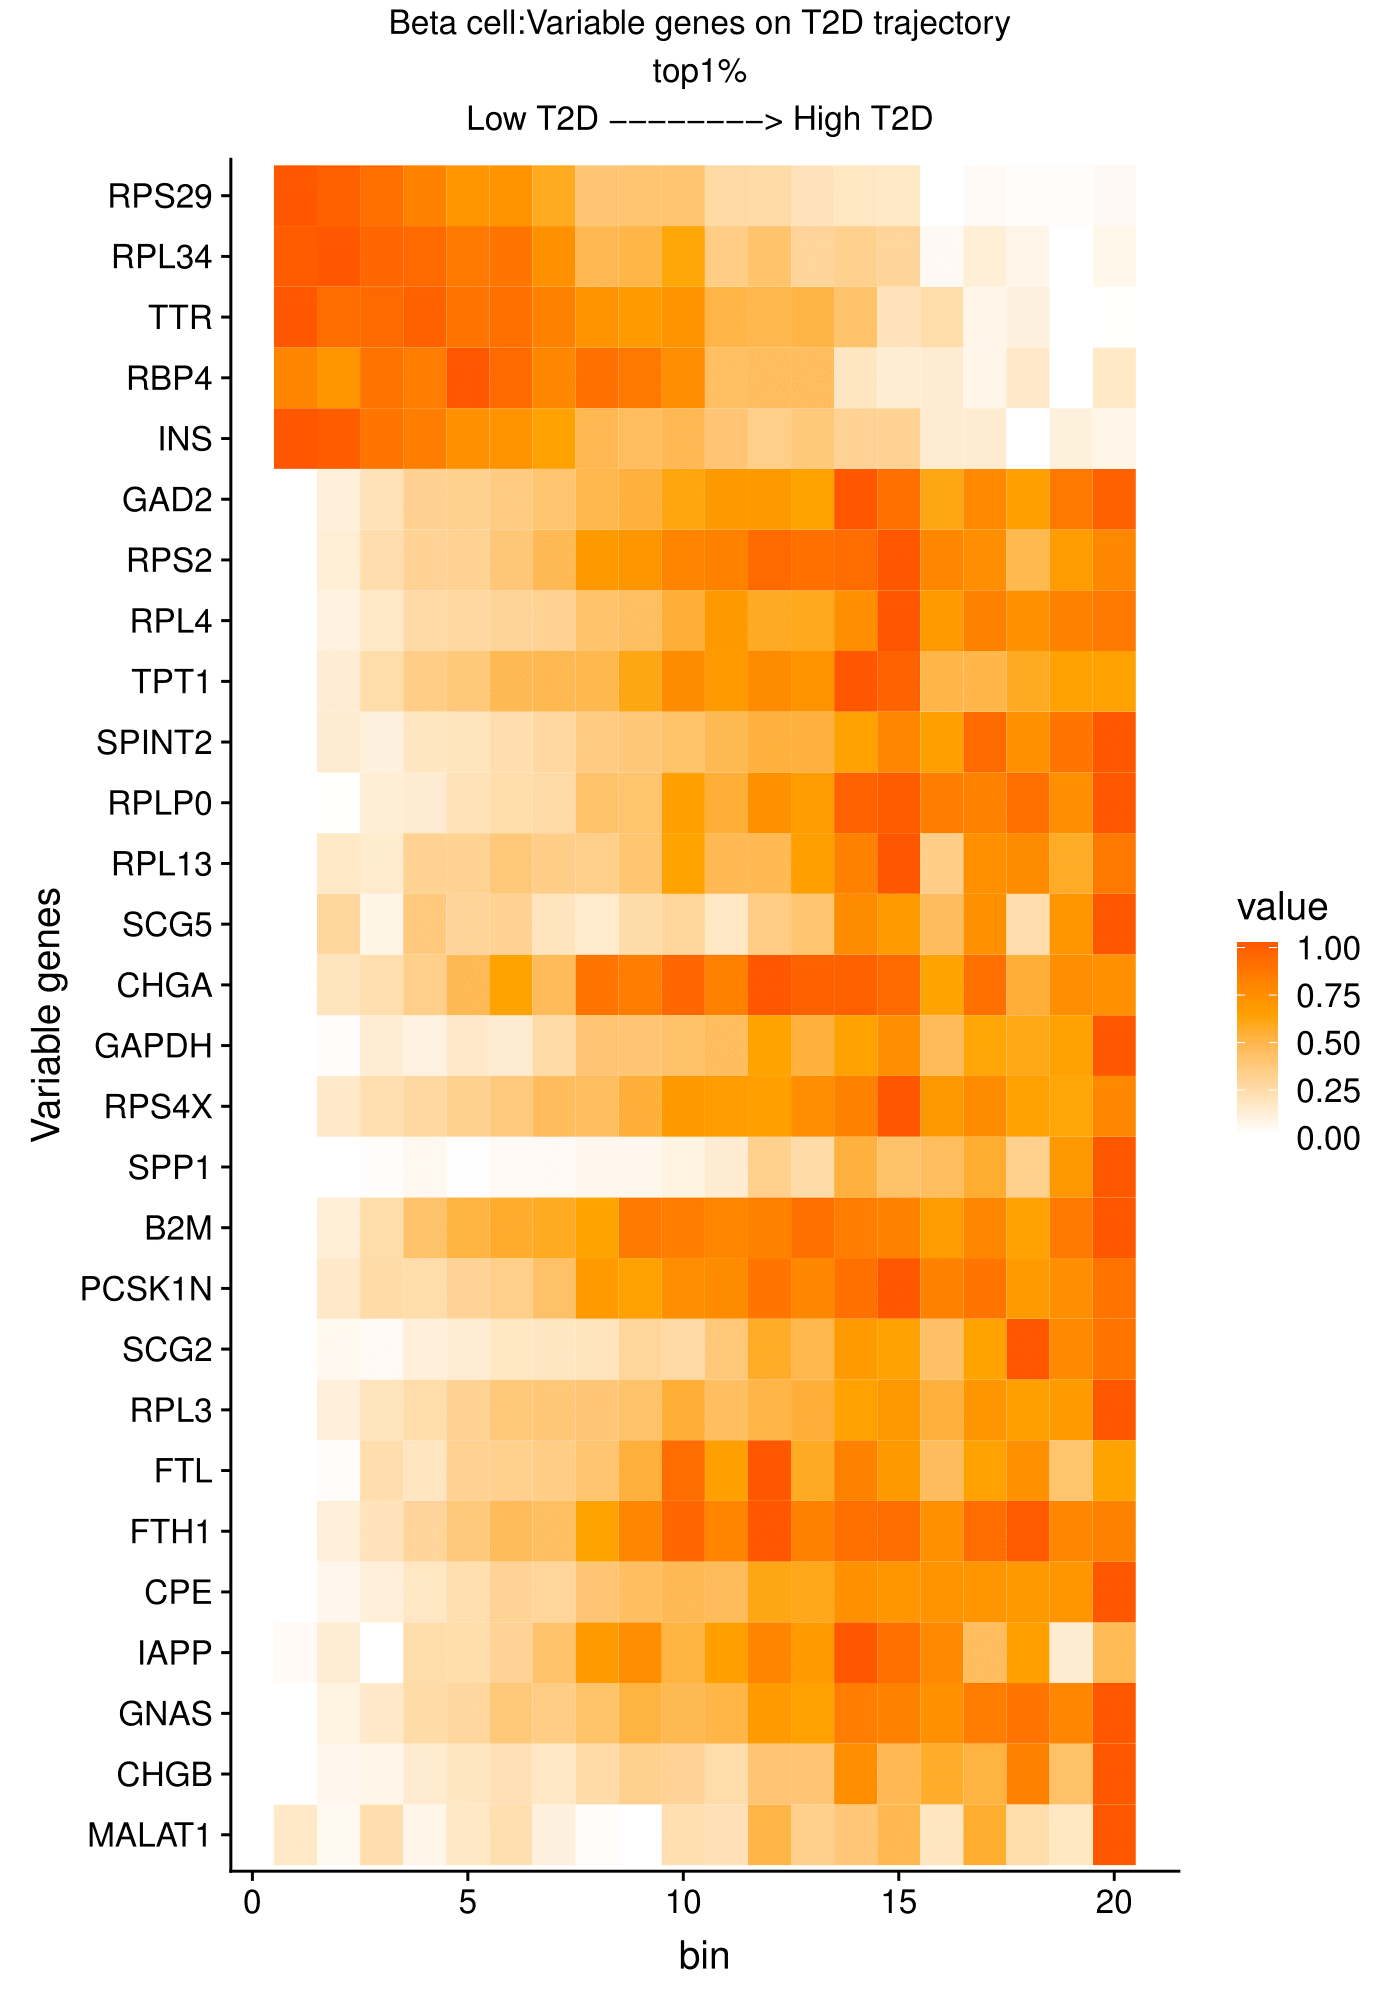 Beta cell:Variable genes on T2D trajectory
top1%
Low T2D −−−−−−−−> High T2D
Variable genes
RPS29
RPL34
TTR
RBP4
INS
GAD2
RPS2
RPL4
TPT1
SPINT2
RPLP0
RPL13
SCG5
CHGA
GAPDH
RPS4X
SPP1
B2M
PCSK1N
SCG2
RPL3
FTL
FTH1
CPE
IAPP
GNAS
CHGB
MALAT1
0 5 10 15 20
bin
value
1.00
0.75
0.50
0.25
0.00